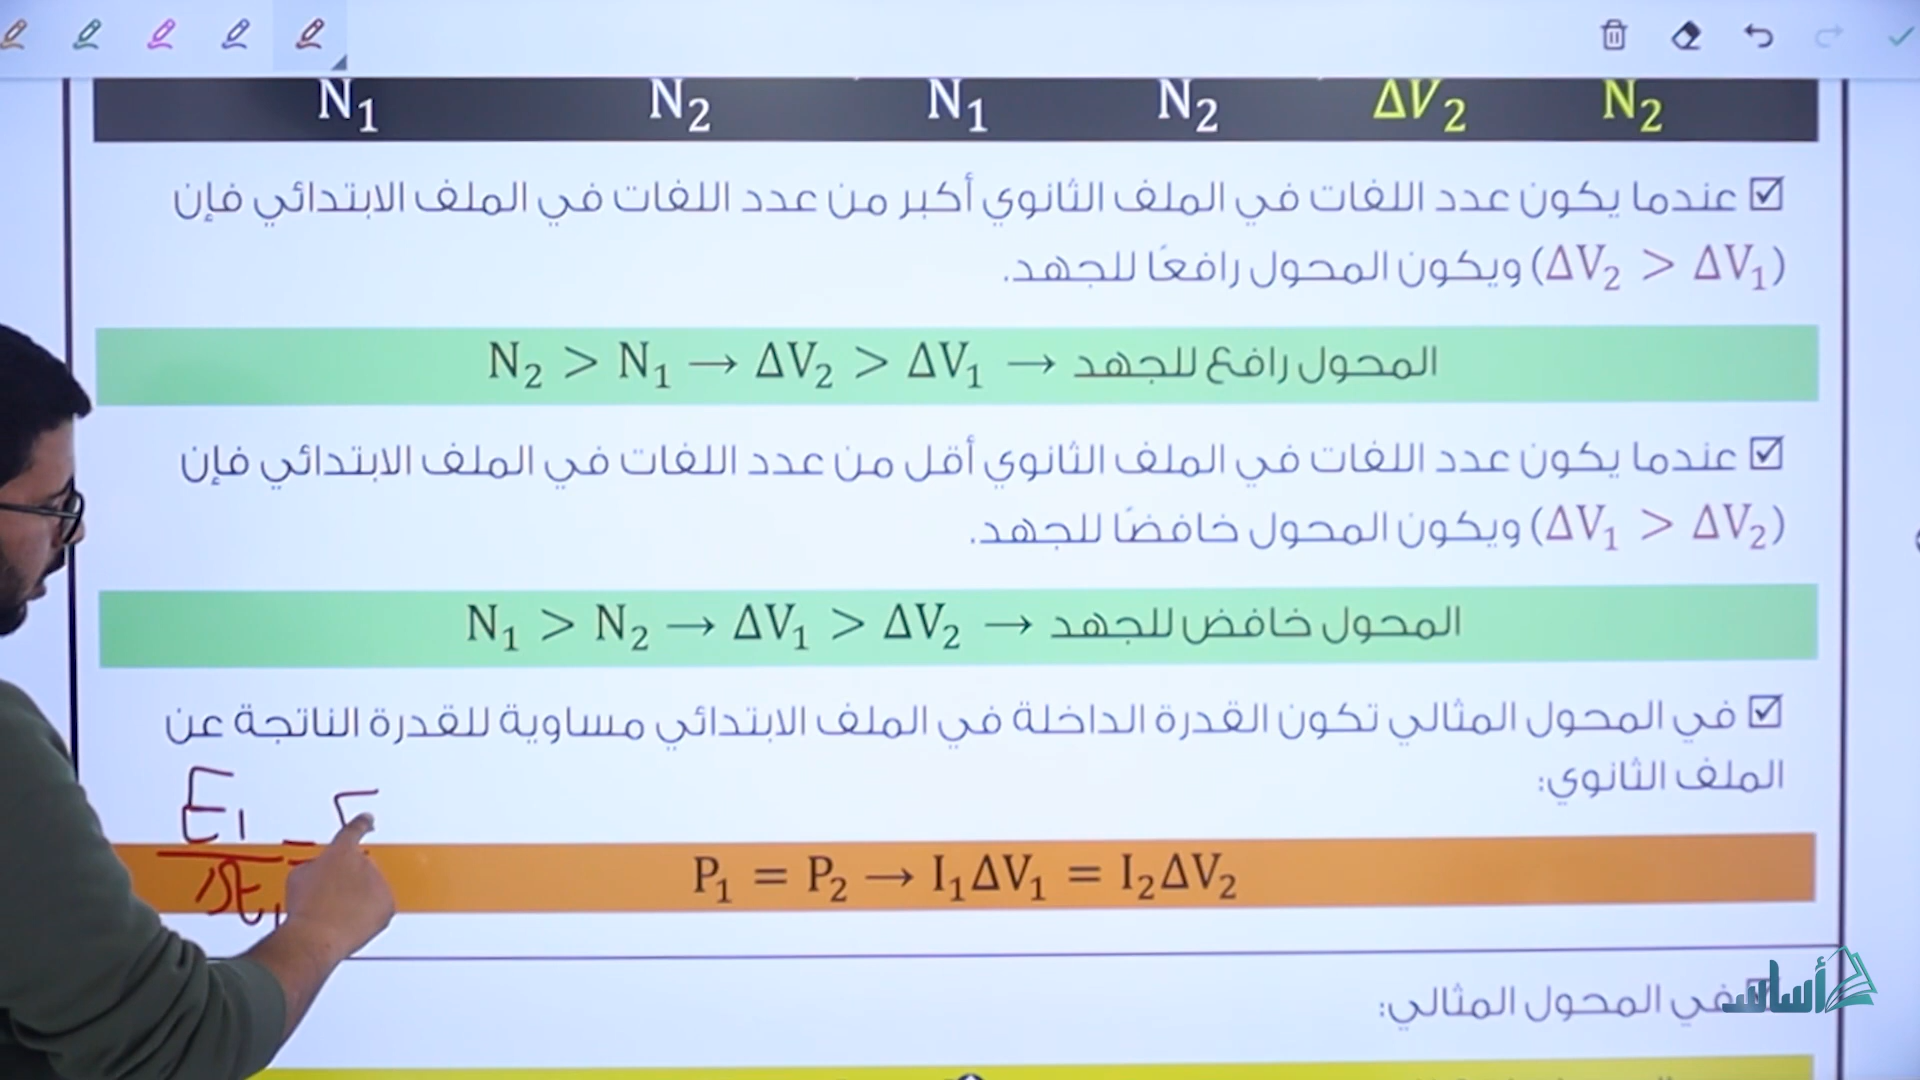 N₁ N₂ N₁ N₂ ΔV₂ N₂
عندما يكون عدد اللفات في الملف الثانوي أكبر من عدد اللفات في الملف الابتدائي فإن
(ΔV₂ > ΔV₁) ويكون المحول رافعًا للجهد.
N₂ > N₁ → ΔV₂ > ΔV₁ → المحول رافع للجهد
عندما يكون عدد اللفات في الملف الثانوي أقل من عدد اللفات في الملف الابتدائي فإن
(ΔV₁ > ΔV₂) ويكون المحول خافضًا للجهد.
N₁ > N₂ → ΔV₁ > ΔV₂ → المحول خافض للجهد
في المحول المثالي تكون القدرة الداخلة في الملف الابتدائي مساوية للقدرة الناتجة عن
الملف الثانوي:
E₁ =
Δt₁
P₁ = P₂ → I₁ΔV₁ = I₂ΔV₂
في المحول المثالي:
أساس